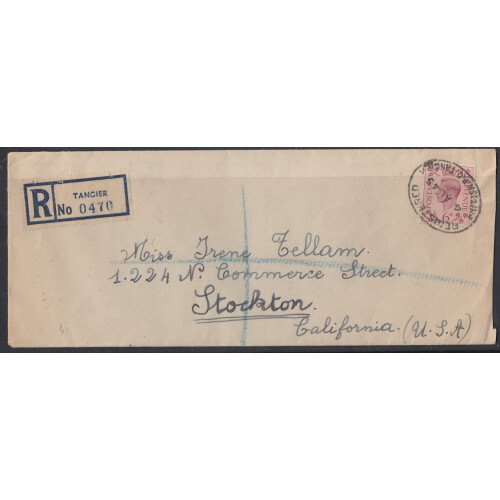 R
TANGIER
No 0470
Miss Irene Tellam.
1.224 N. Commerce Street.
Stockton.
California. (U.S.A)